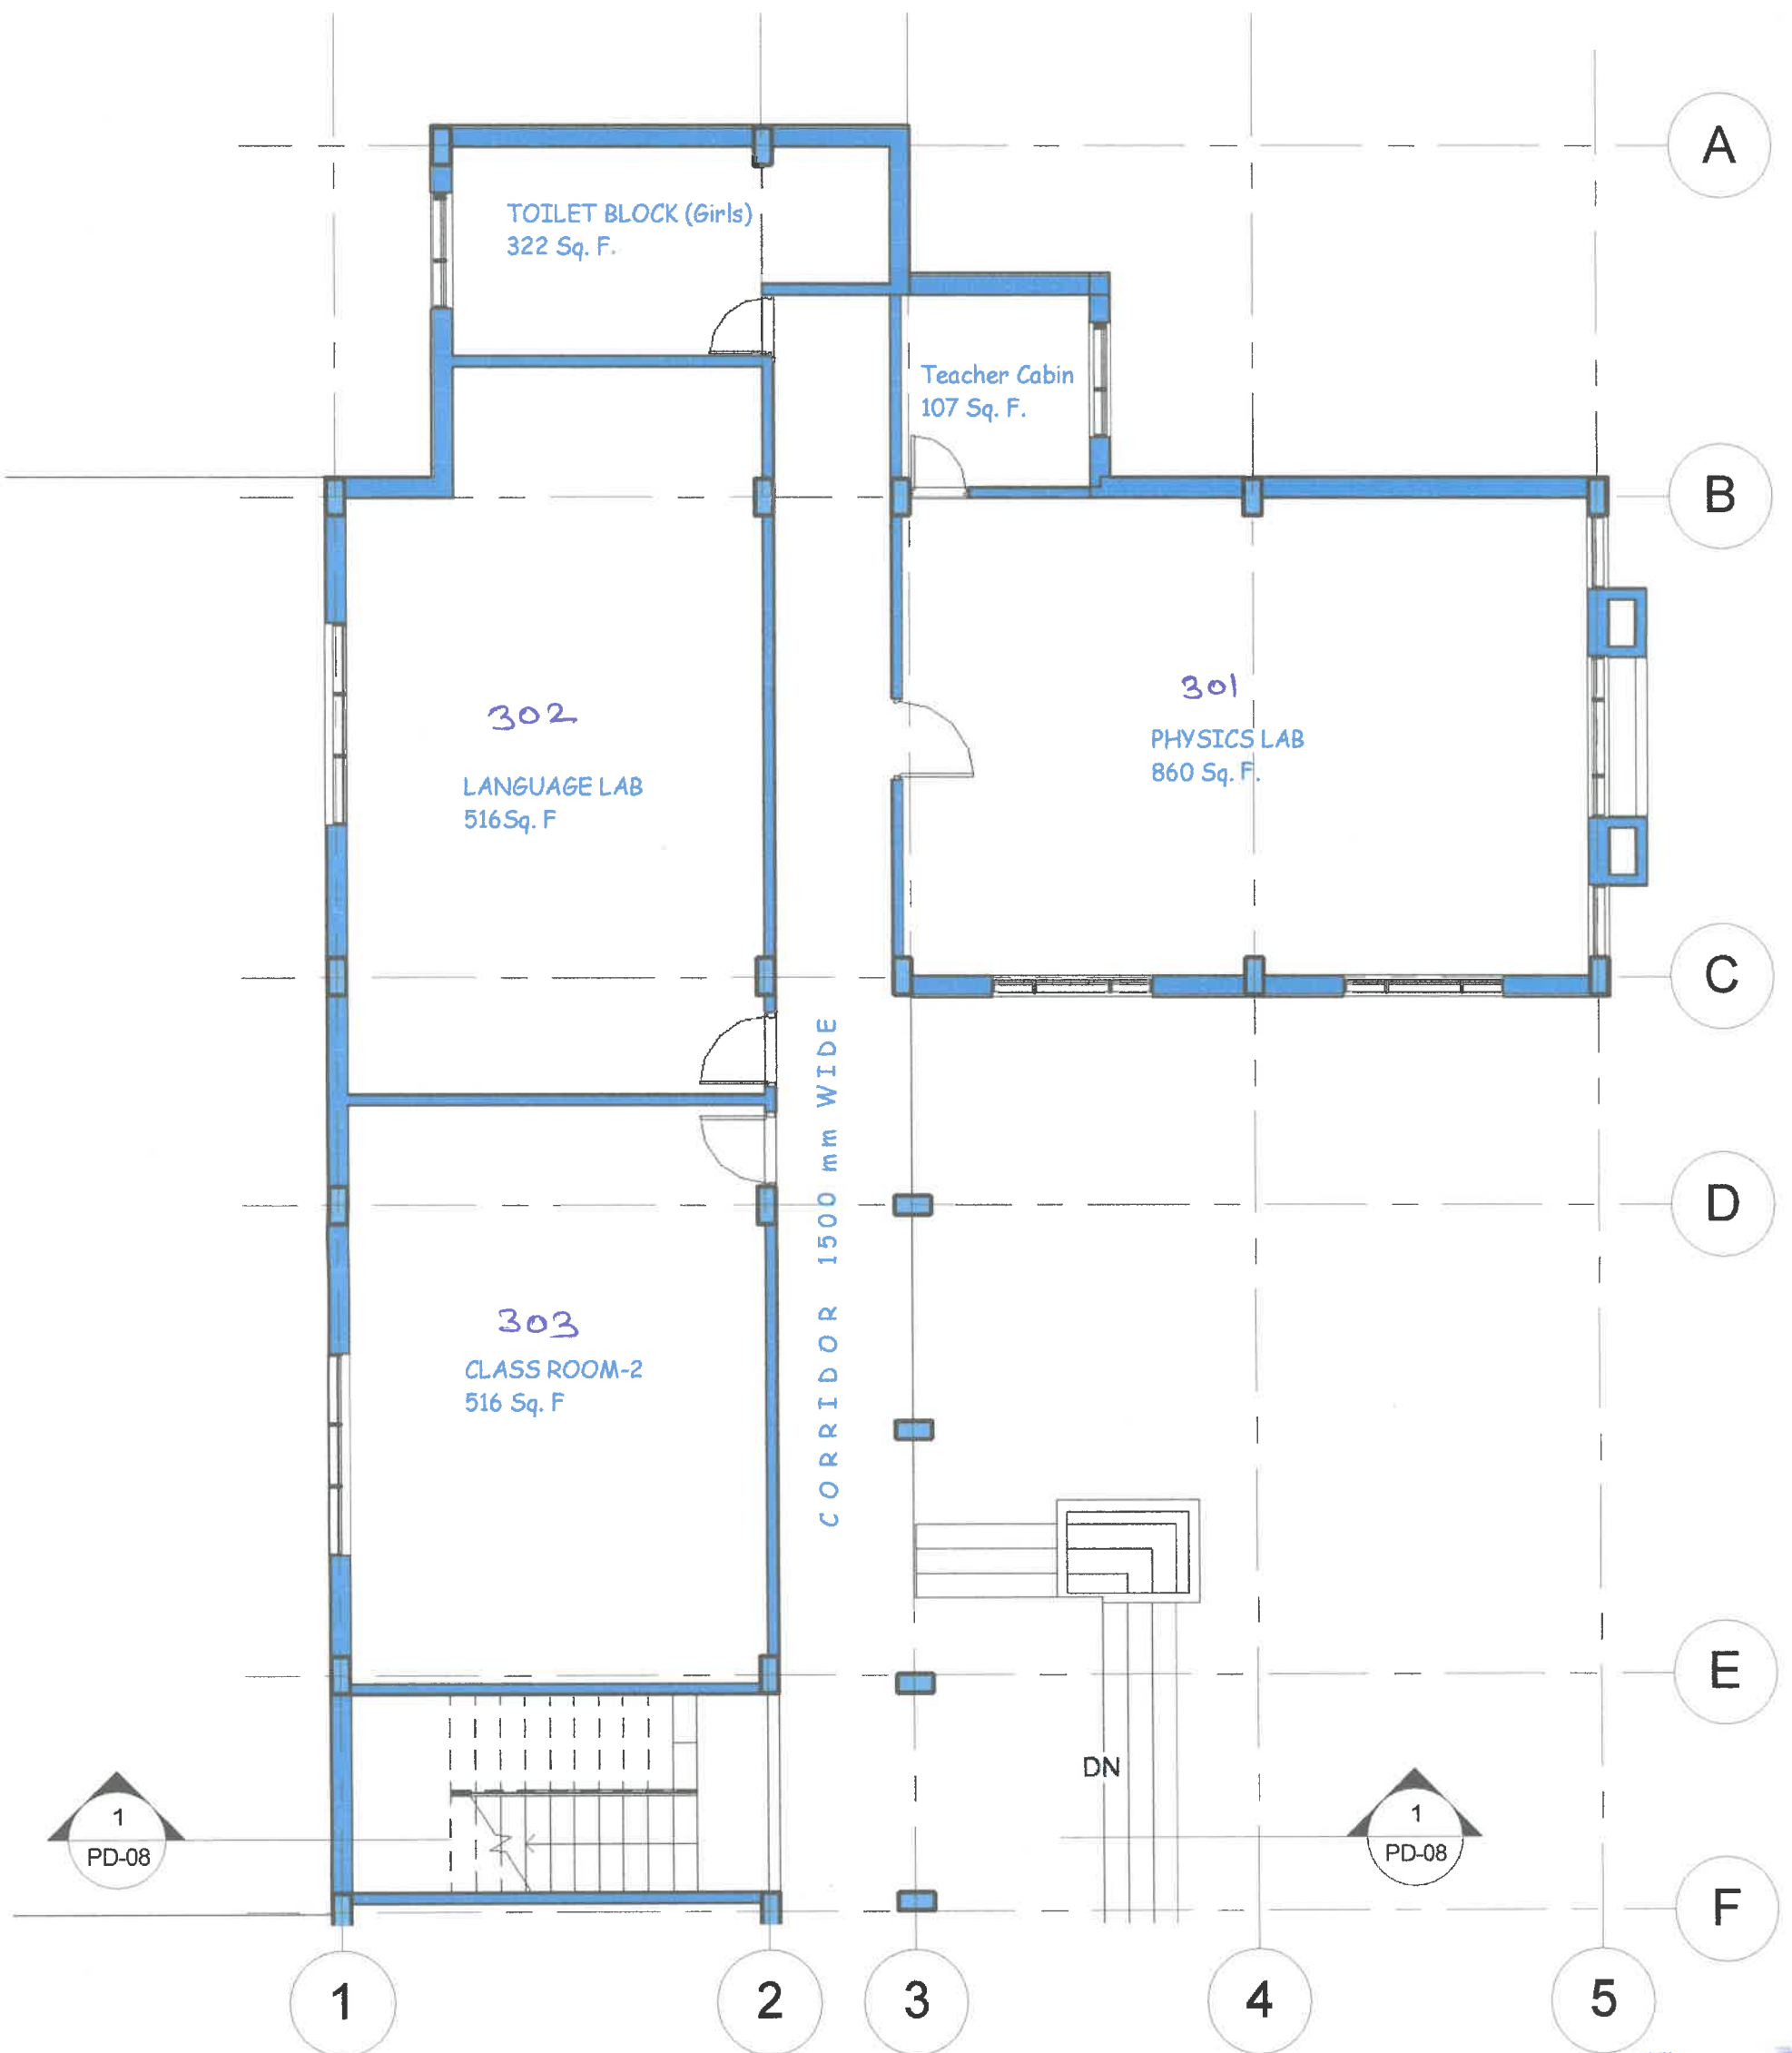 A
TOILET BLOCK (Girls)
322 Sq. F.
Teacher Cabin
107 Sq. F.
B
301
PHYSICS LAB
860 Sq. F.
302
LANGUAGE LAB
516Sq. F
C
CORRIDOR 1500 mm WIDE
D
303
CLASS ROOM-2
516 Sq. F
E
DN
1
PD-08
1
PD-08
F
1
2
3
4
5